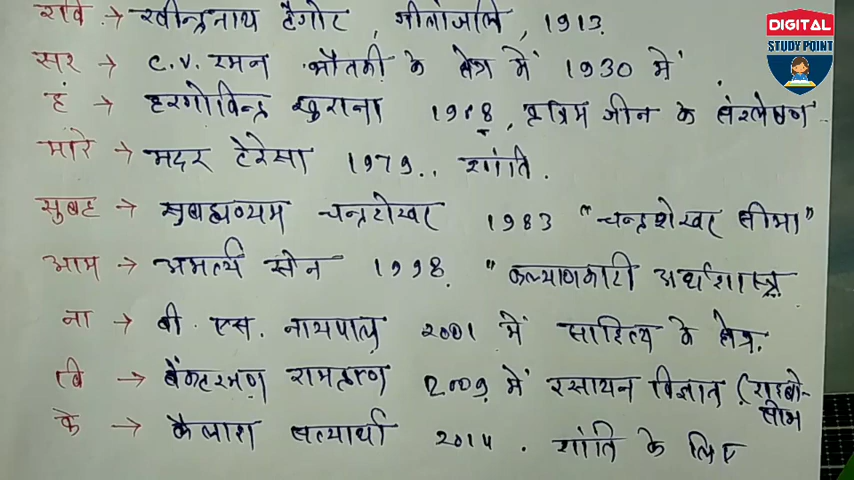 रवि → रवीन्द्रनाथ टैगोर, गीतांजलि, 1913
सर → C.V. रमन भौतकी के क्षेत्र में 1930 में
हं → हरगोविन्द खुराना 1968, कृत्रिम जीन के संश्लेषण
मारे → मदर टेरेसा 1979.. शांति.
सुबह → सुब्रह्मण्यम चन्द्रशेखर 1983 "चन्द्रशेखर सीमा"
आम → अमर्त्य सेन 1998. "कल्याणकारी अर्थशास्त्र
ना → वी. एस. नायपाल 2001 में साहित्य के क्षेत्र.
वि → वेंकटरमण रामकृष्ण 2009 में रसायन विज्ञान (राइबो-
सोम
के → कैलाश सत्यार्थी 2014. शांति के लिए
DIGITAL
STUDY POINT